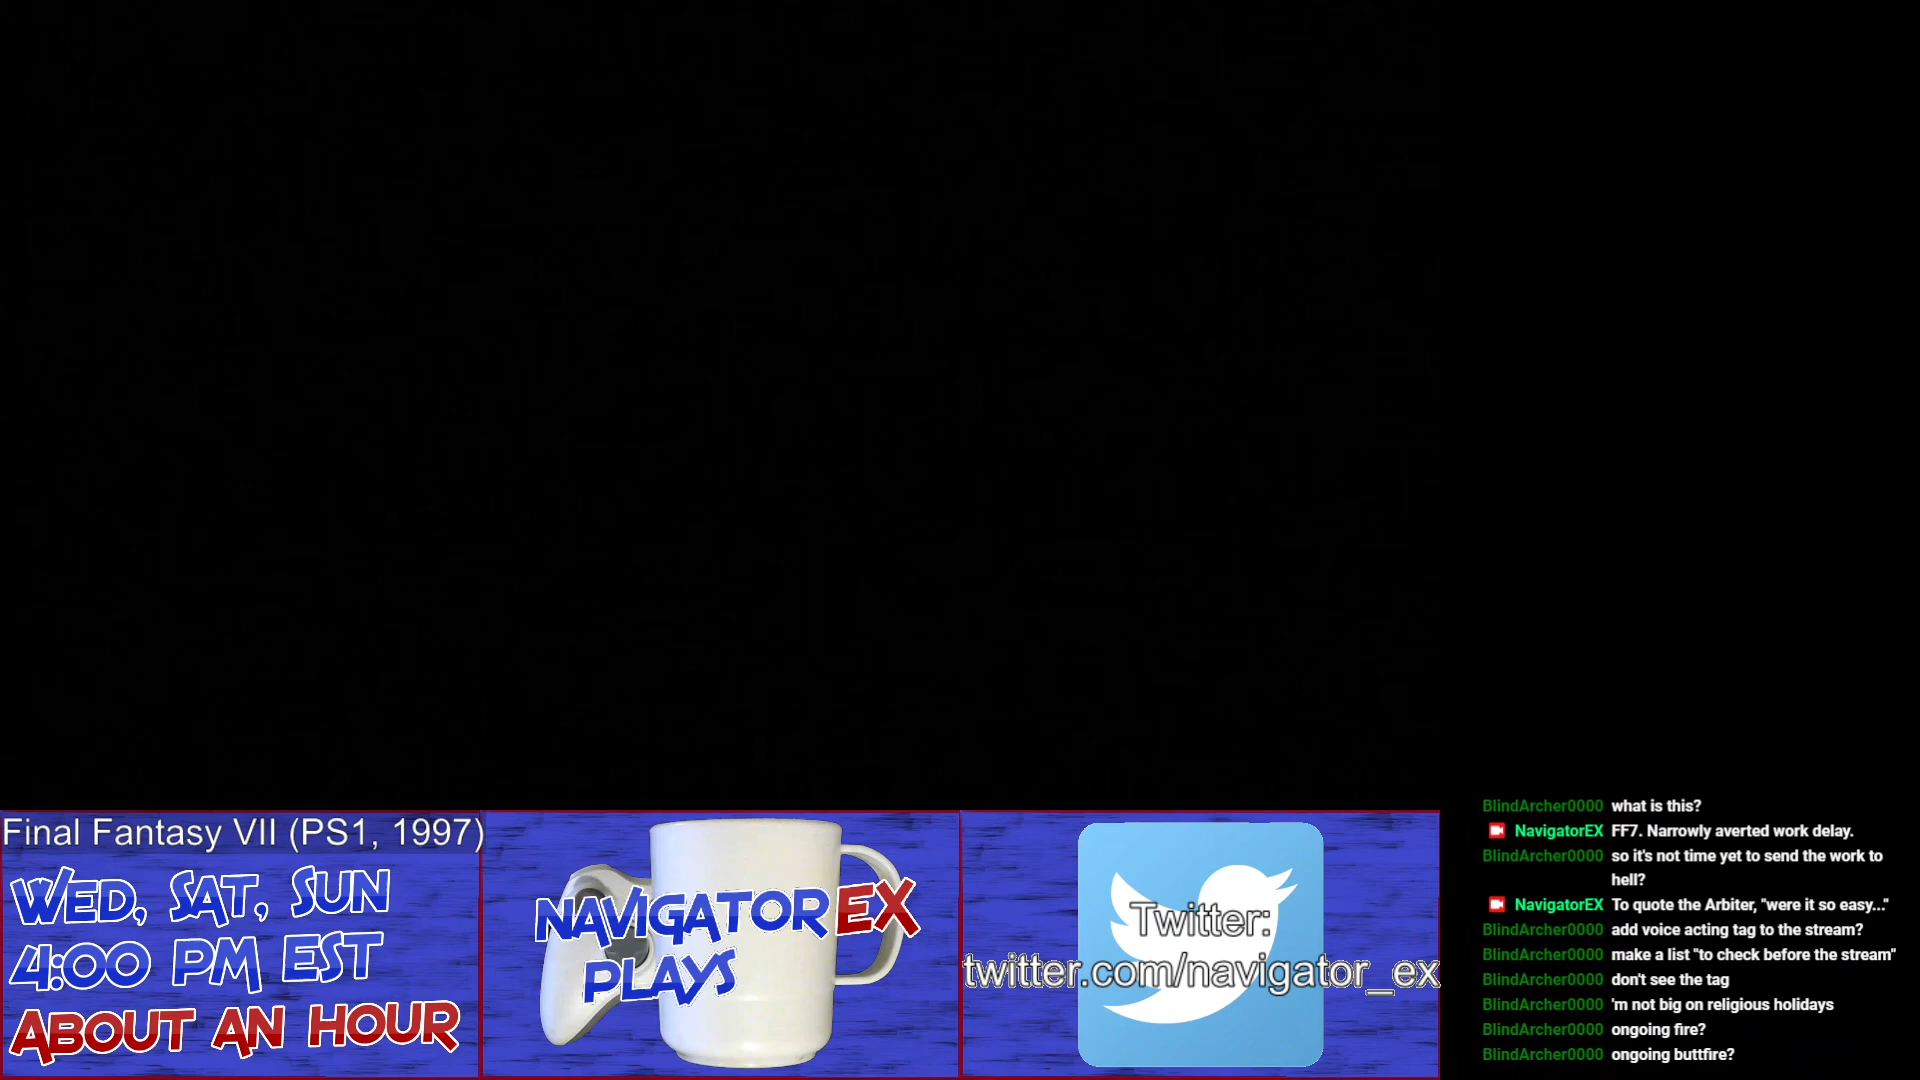 Final Fantasy VII (PS1, 1997)
WED, SAT, SUN
4:00 PM EST
ABOUT AN HOUR
NAVIGATOR EX
PLAYS
Twitter:
twitter.com/navigator_ex
BlindArcher0000 what is this?
NavigatorEX FF7. Narrowly averted work delay.
BlindArcher0000 so it's not time yet to send the work to
hell?
NavigatorEX To quote the Arbiter, "were it so easy..."
BlindArcher0000 add voice acting tag to the stream?
BlindArcher0000 make a list "to check before the stream"
BlindArcher0000 don't see the tag
BlindArcher0000 'm not big on religious holidays
BlindArcher0000 ongoing fire?
BlindArcher0000 ongoing buttfire?